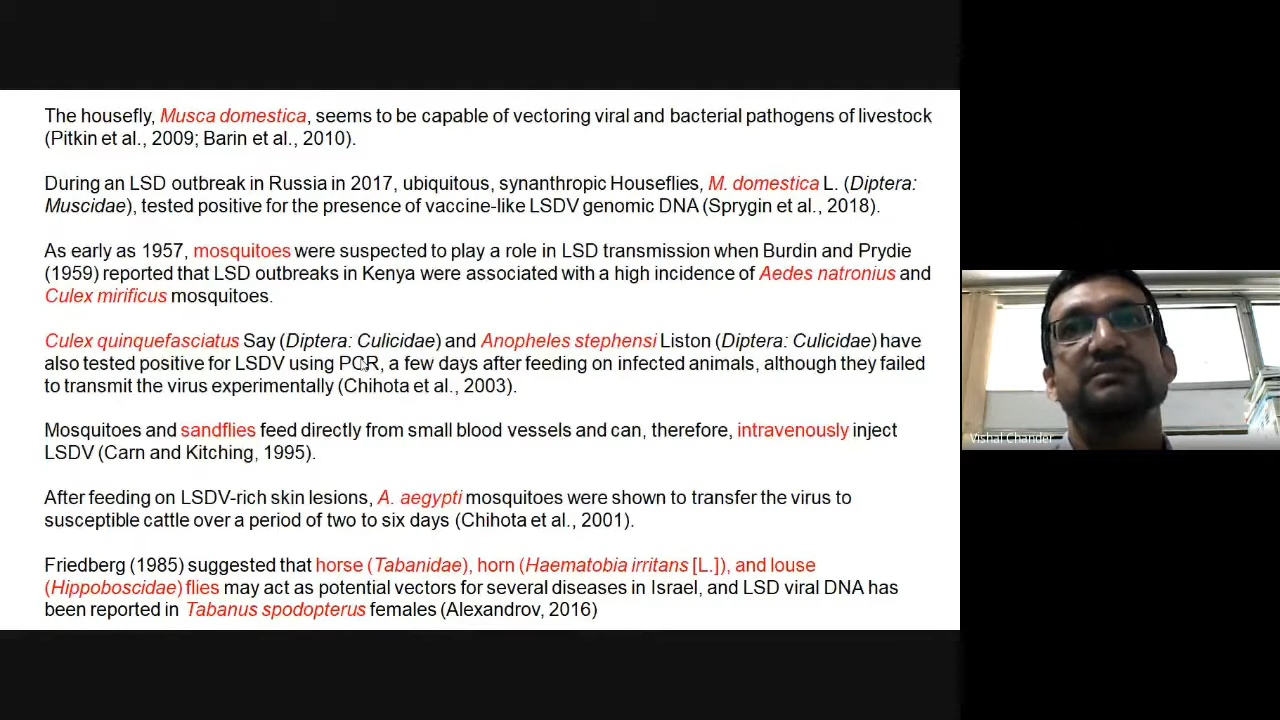 The housefly, Musca domestica, seems to be capable of vectoring viral and bacterial pathogens of livestock
(Pitkin et al., 2009; Barin et al., 2010).
During an LSD outbreak in Russia in 2017, ubiquitous, synanthropic Houseflies, M. domestica L. (Diptera:
Muscidae), tested positive for the presence of vaccine-like LSDV genomic DNA (Sprygin et al., 2018).
As early as 1957, mosquitoes were suspected to play a role in LSD transmission when Burdin and Prydie
(1959) reported that LSD outbreaks in Kenya were associated with a high incidence of Aedes natronius and
Culex mirificus mosquitoes.
Culex quinquefasciatus Say (Diptera: Culicidae) and Anopheles stephensi Liston (Diptera: Culicidae) have
also tested positive for LSDV using PCR, a few days after feeding on infected animals, although they failed
to transmit the virus experimentally (Chihota et al., 2003).
Mosquitoes and sandflies feed directly from small blood vessels and can, therefore, intravenously inject
LSDV (Carn and Kitching, 1995).
After feeding on LSDV-rich skin lesions, A. aegypti mosquitoes were shown to transfer the virus to
susceptible cattle over a period of two to six days (Chihota et al., 2001).
Friedberg (1985) suggested that horse (Tabanidae), horn (Haematobia irritans [L.]), and louse
(Hippoboscidae) flies may act as potential vectors for several diseases in Israel, and LSD viral DNA has
been reported in Tabanus spodopterus females (Alexandrov, 2016)
Vishal Chander